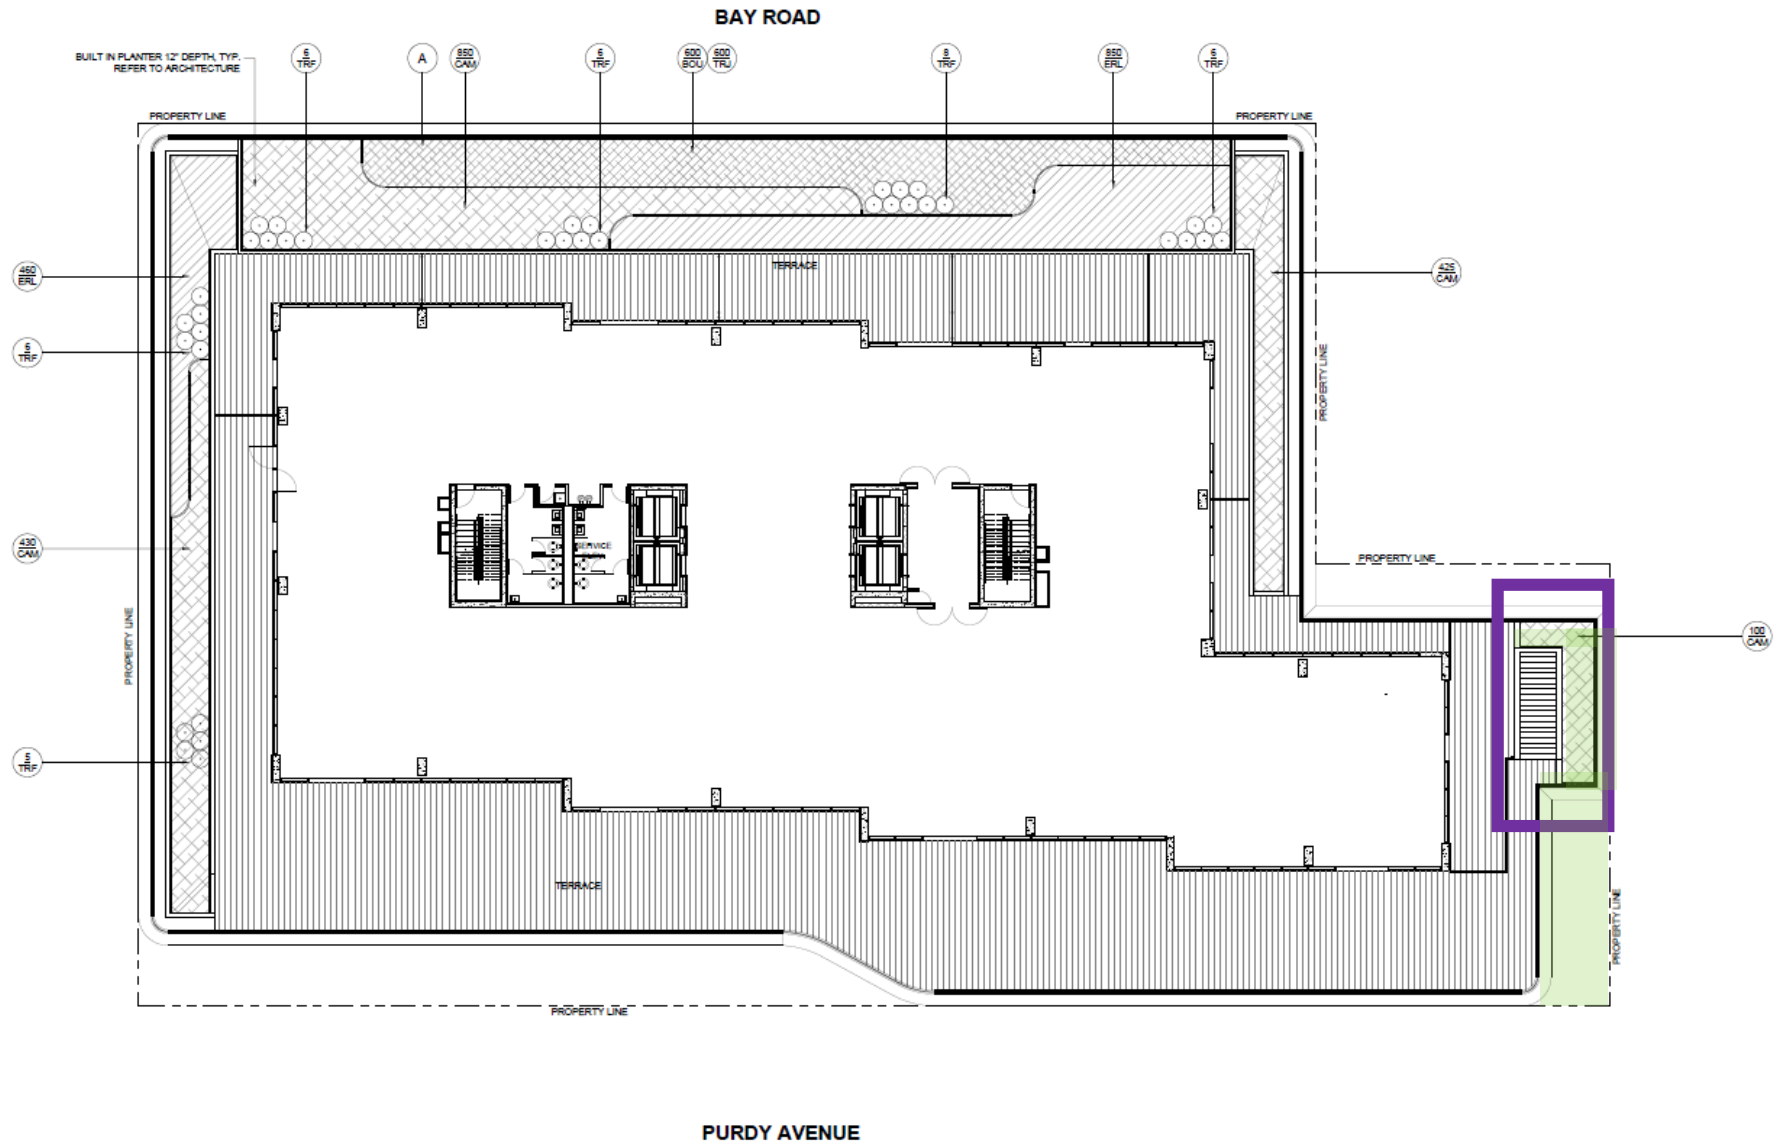 BAY ROAD
BUILT IN PLANTER 12" DEPTH, TYP.
REFER TO ARCHITECTURE
6
TRF
A
850
CAM
6
TRF
600
BOU
600
TRJ
8
TRF
850
ERL
6
TRF
PROPERTY LINE
PROPERTY LINE
TERRACE
460
ERL
425
CAM
6
TRF
PROPERTY LINE
430
CAM
SERVICE
PROPERTY LINE
PROPERTY LINE
100
CAM
5
TRF
TERRACE
PROPERTY LINE
PROPERTY LINE
PURDY AVENUE